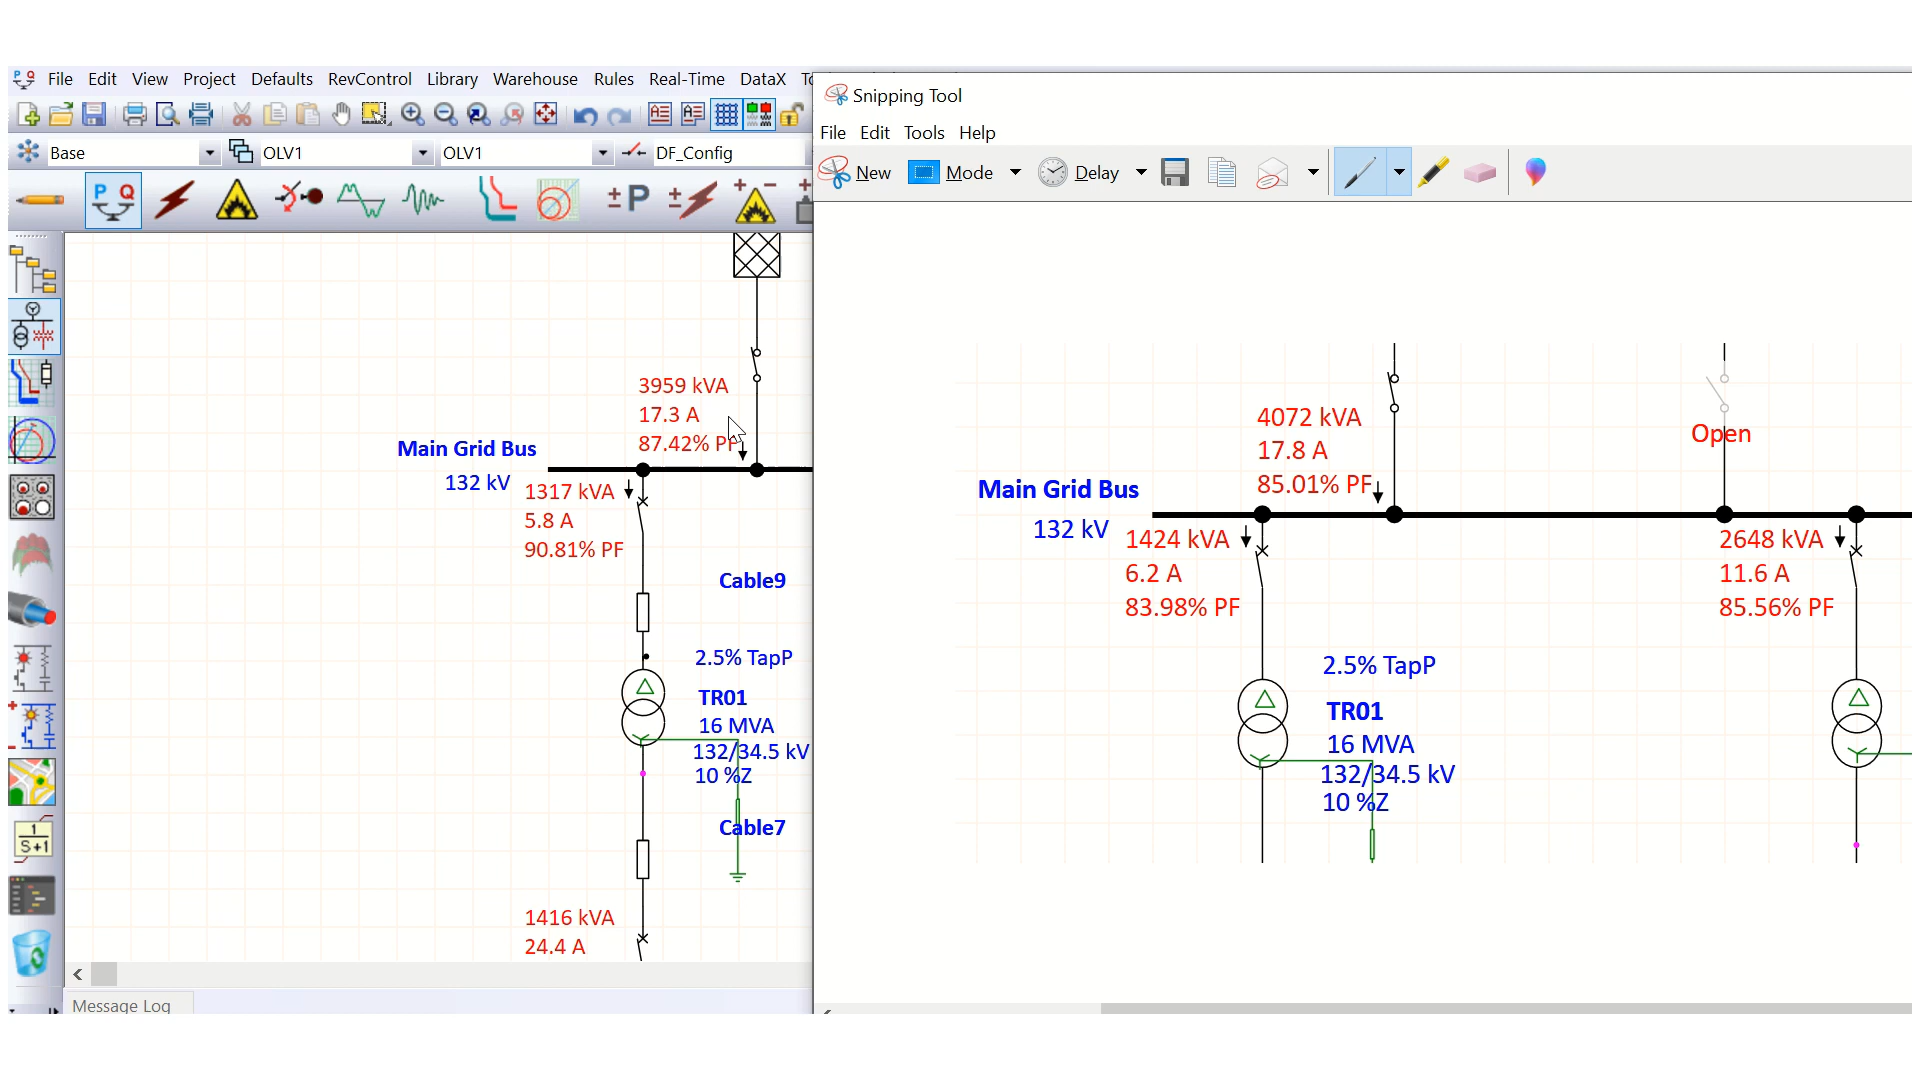 File Edit View Project Defaults RevControl Library Warehouse Rules Real-Time DataX
Base OLV1 OLV1 DF_Config
P Q
± P ±
3959 kVA
17.3 A
87.42% PF
Main Grid Bus
132 kV
1317 kVA
5.8 A
90.81% PF
Cable9
2.5% TapP
TR01
16 MVA
132/34.5 kV
10 %Z
Cable7
1416 kVA
24.4 A
1
S+1
Message Log
Snipping Tool
File Edit Tools Help
New Mode Delay
4072 kVA
17.8 A
85.01% PF
Open
Main Grid Bus
132 kV
1424 kVA
6.2 A
83.98% PF
2648 kVA
11.6 A
85.56% PF
2.5% TapP
TR01
16 MVA
132/34.5 kV
10 %Z